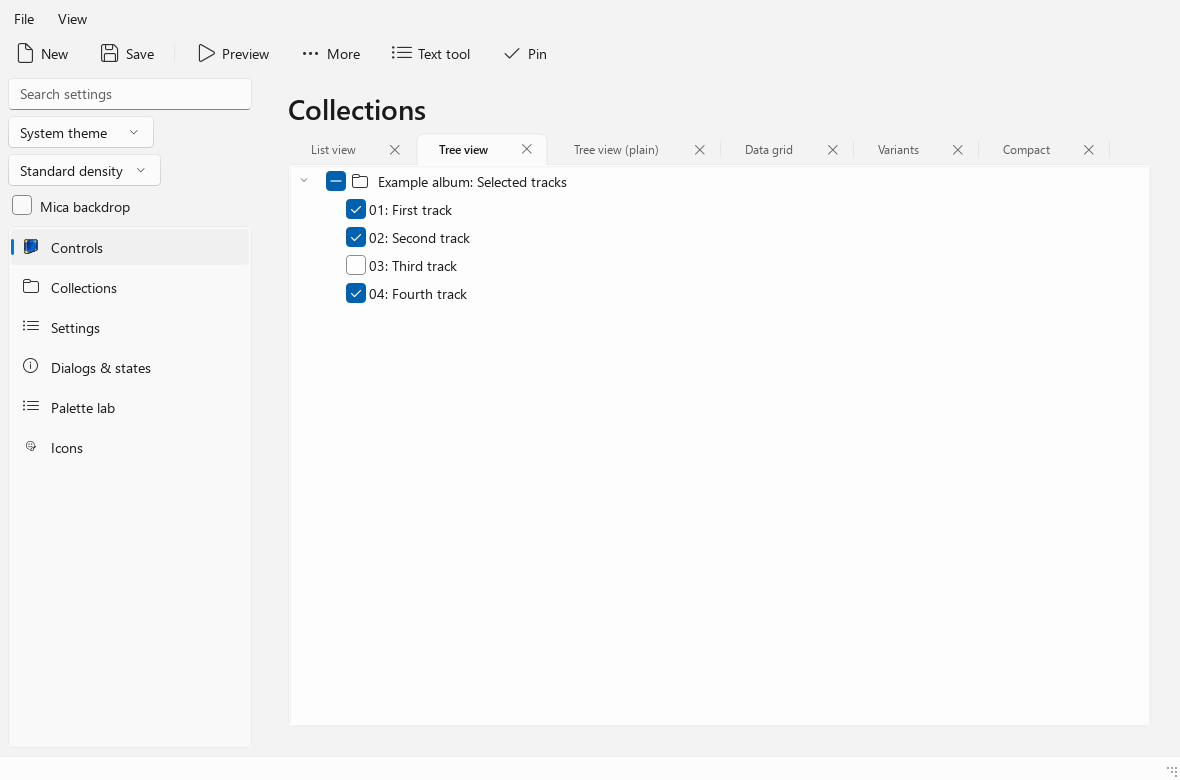 File View
New Save Preview More Text tool Pin
Search settings
System theme
Standard density
Mica backdrop
Controls
Collections
Settings
Dialogs & states
Palette lab
Icons
Collections
List view Tree view Tree view (plain) Data grid Variants Compact
Example album: Selected tracks
01: First track
02: Second track
03: Third track
04: Fourth track